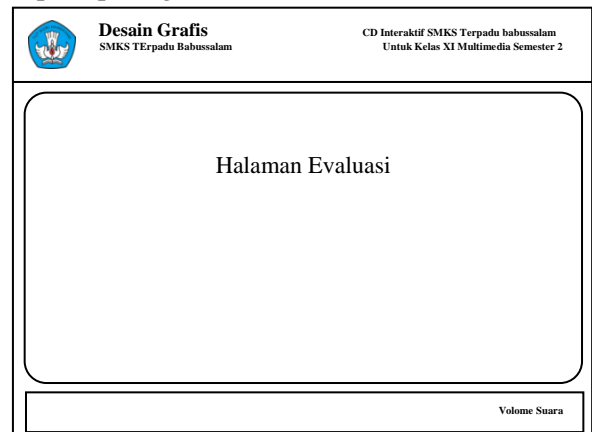 Desain Grafis
SMKS TErpadu Babussalam
CD Interaktif SMKS Terpadu babussalam
Untuk Kelas XI Multimedia Semester 2
Halaman Evaluasi
Volome Suara